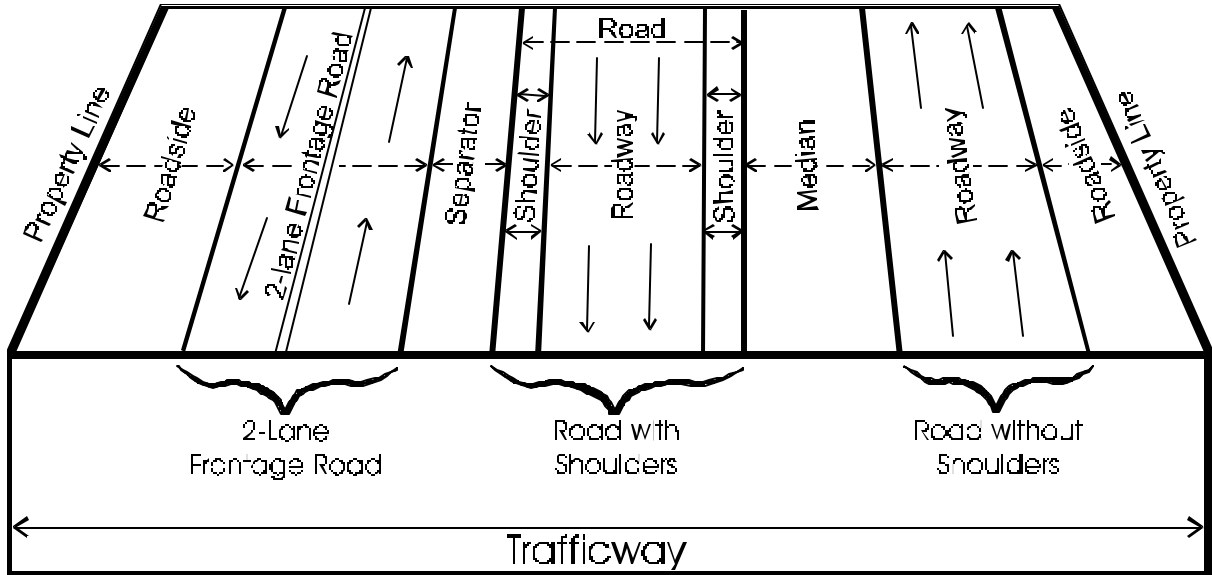 Road
Property Line
Roadside
2-lane Frontage Road
Separator
Shoulder
Roadway
Shoulder
Median
Roadway
Roadside
Property Line
2-Lane
Frontage Road
Road with
Shoulders
Road without
Shoulders
Trafficway